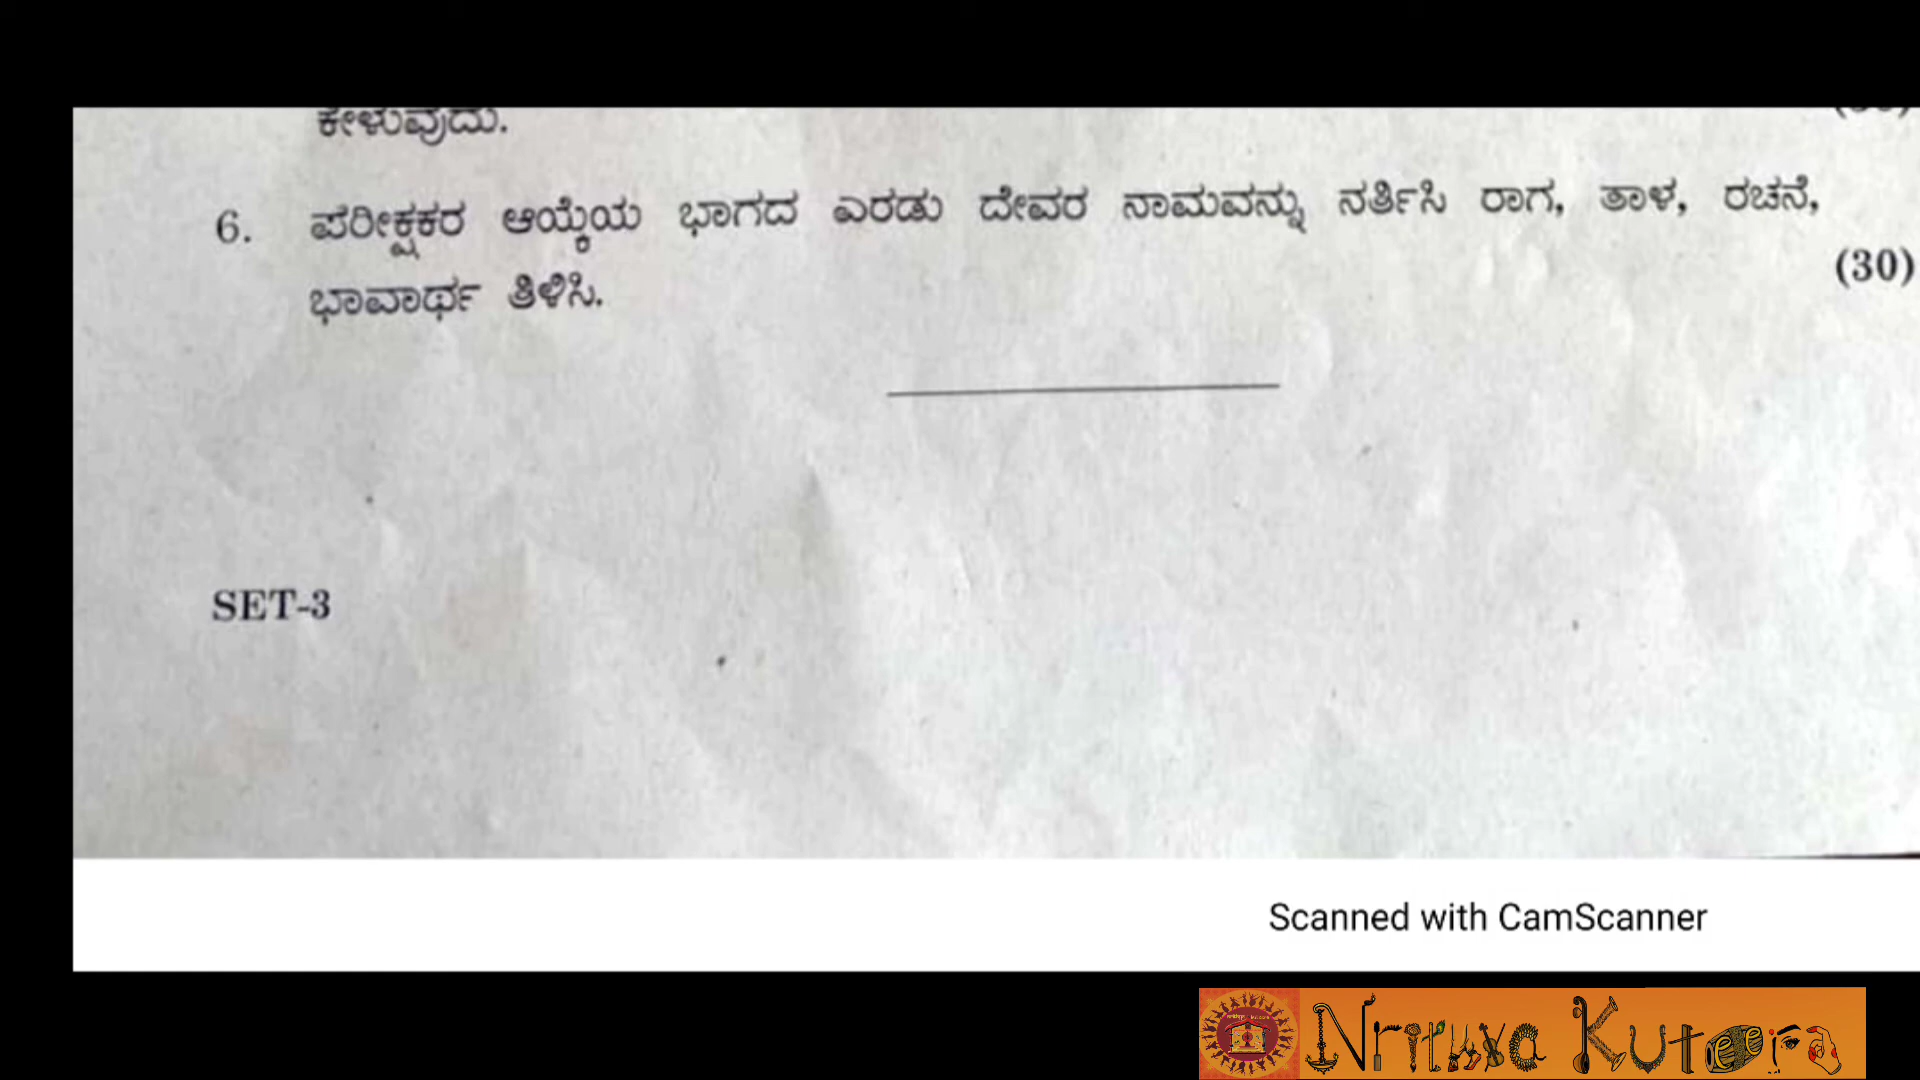 ಕೇಳುವುದು.
6. ಪರೀಕ್ಷಕರ ಆಯ್ಕೆಯ ಭಾಗದ ಎರಡು ದೇವರ ನಾಮವನ್ನು ನರ್ತಿಸಿ ರಾಗ, ತಾಳ, ರಚನೆ,
ಭಾವಾರ್ಥ ತಿಳಿಸಿ. (30)
SET-3
Scanned with CamScanner
Nrithya Kuteera